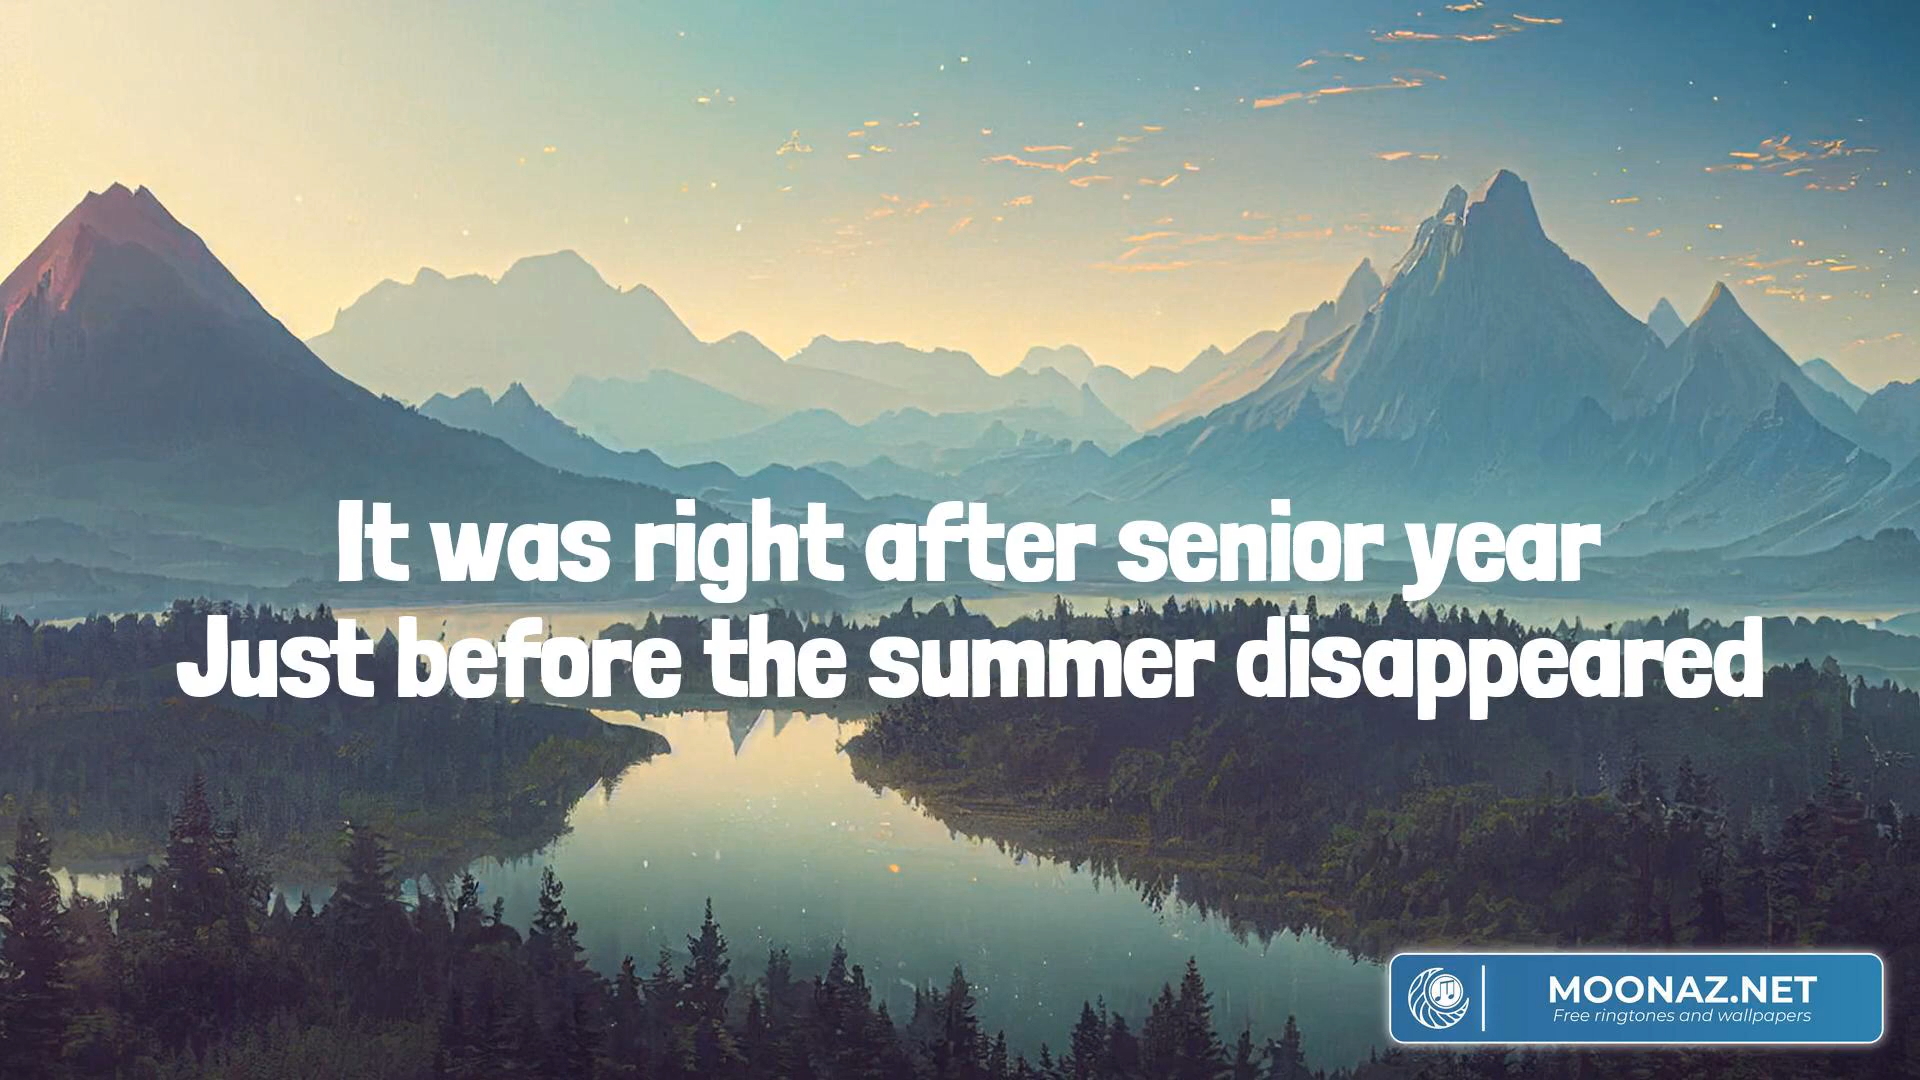 It was right after senior year
Just before the summer disappeared
MOONAZ.NET
Free ringtones and wallpapers